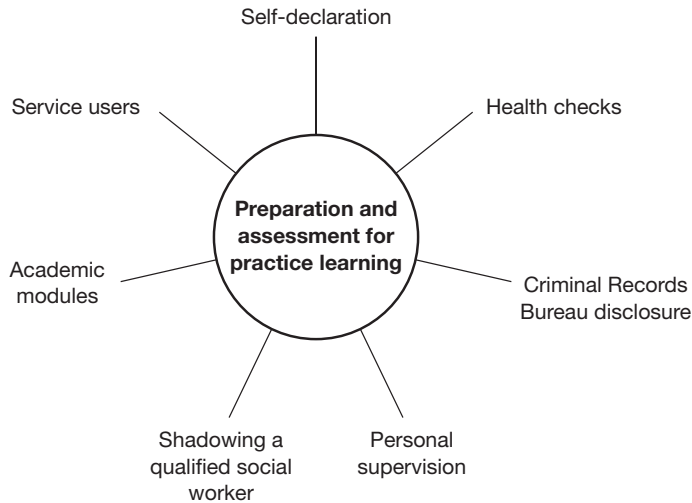 Self-declaration
Service users
Health checks
Preparation and
assessment for
practice learning
Academic
modules
Criminal Records
Bureau disclosure
Shadowing a
qualified social
worker
Personal
supervision